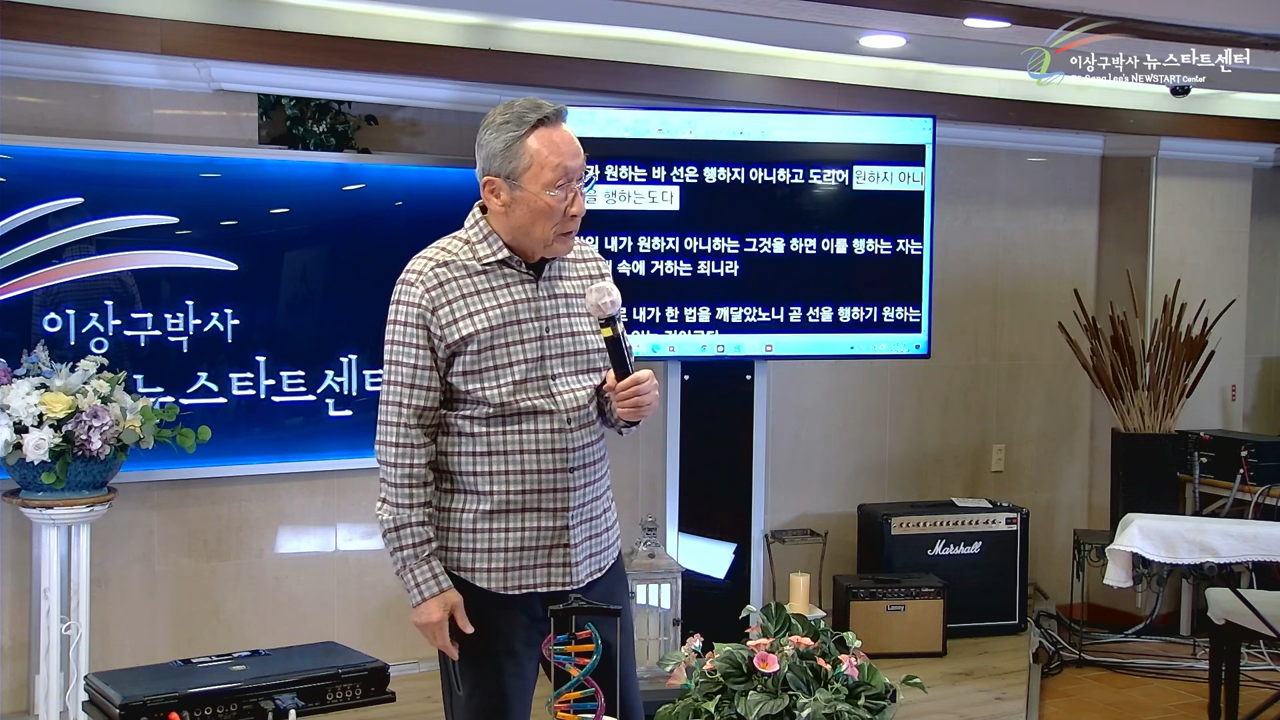 이상구박사 뉴스타트센터
Dr. Sang Lee's NEWSTART Center
원하는 바 선은 행하지 아니하고 도리어 원하지 아니
을 행하는도다
내가 원하지 아니하는 그것을 하면 이를 행하는 자는
속에 거하는 죄니라
내가 한 법을 깨달았노니 곧 선을 행하기 원하는
이상구박사
뉴스타트센터
Marshall
Laney